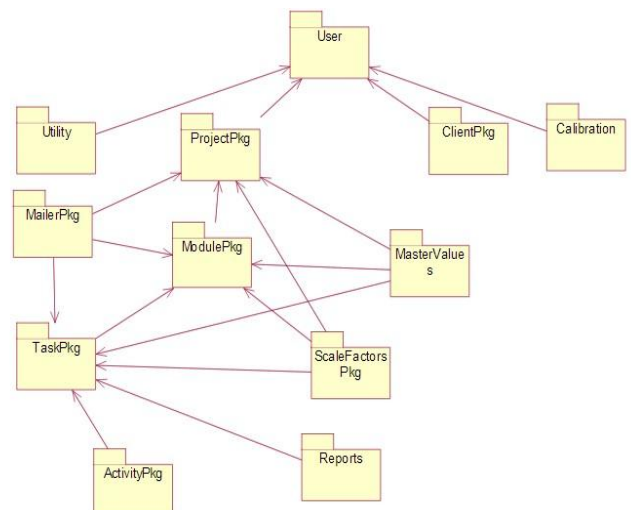 User
Utility
ProjectPkg
ClientPkg
Calibration
MailerPkg
ModulePkg
MasterValue
s
TaskPkg
ScaleFactors
Pkg
ActivityPkg
Reports